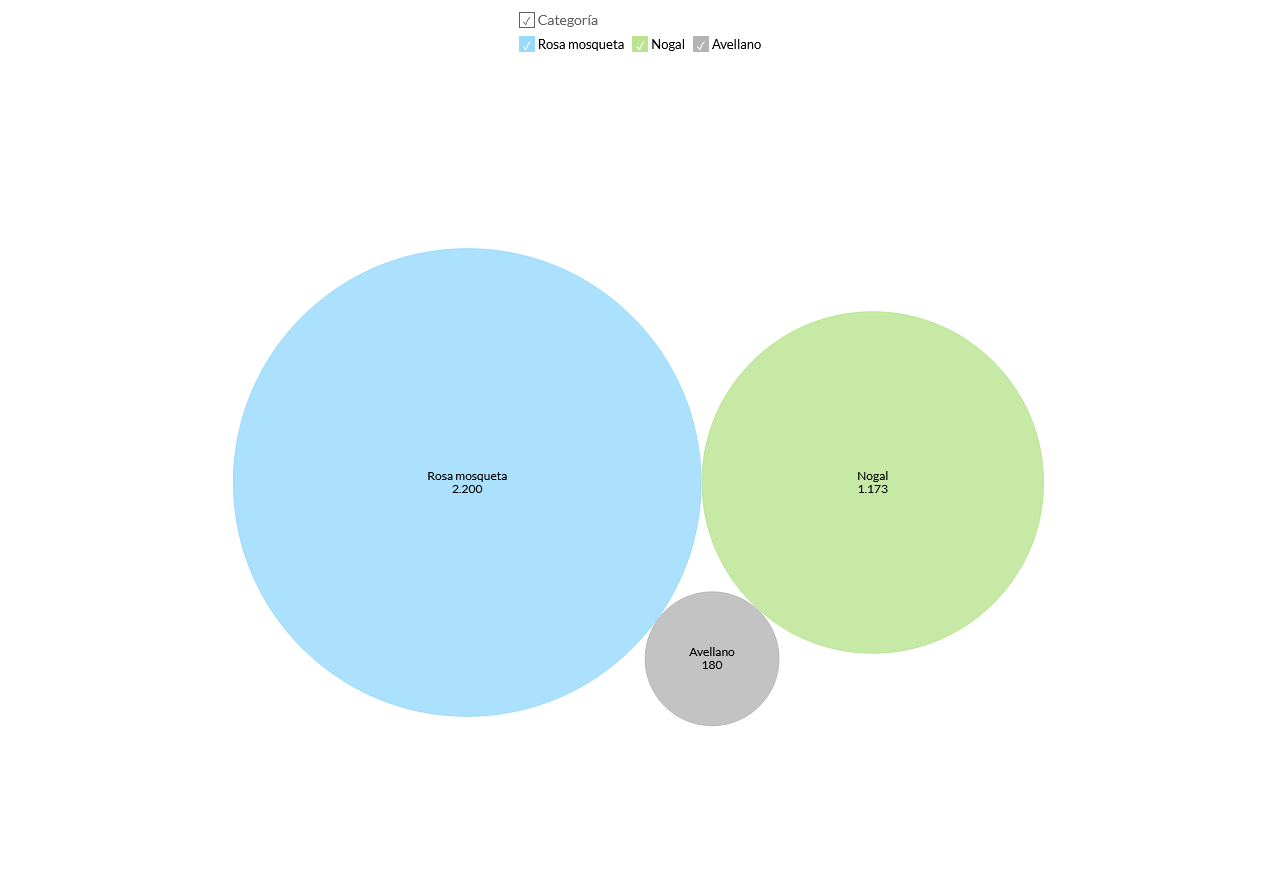 Categoría
Rosa mosqueta Nogal Avellano
Rosa mosqueta
2.200
Nogal
1.173
Avellano
180